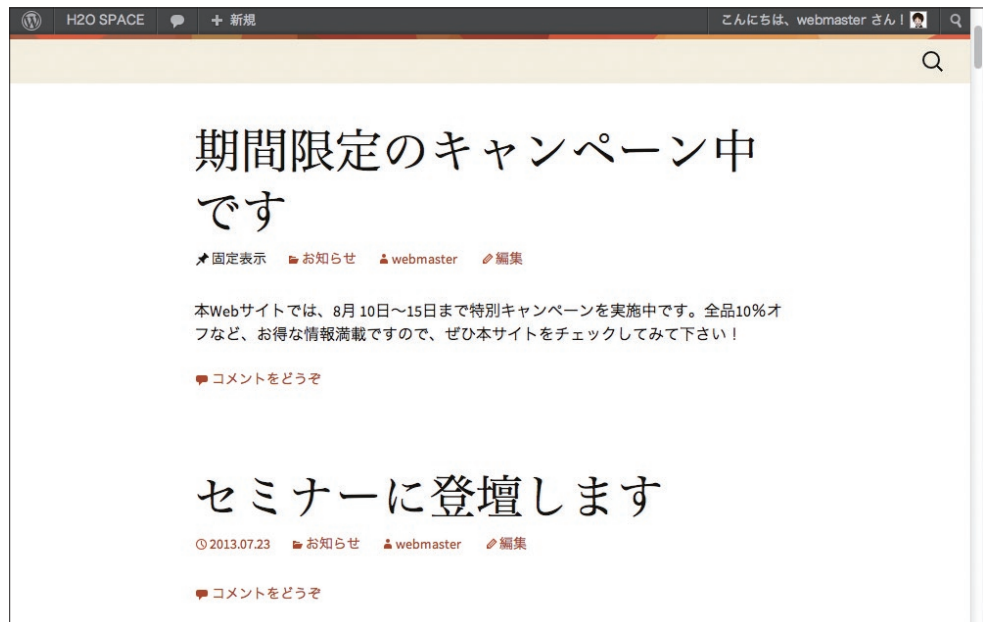 H2O SPACE 新規 こんにちは、webmaster さん！
期間限定のキャンペーン中
です
固定表示 お知らせ webmaster 編集
本Webサイトでは、8月10日〜15日まで特別キャンペーンを実施中です。全品10%オ
フなど、お得な情報満載ですので、ぜひ本サイトをチェックしてみて下さい！
コメントをどうぞ
セミナーに登壇します
2013.07.23 お知らせ webmaster 編集
コメントをどうぞ